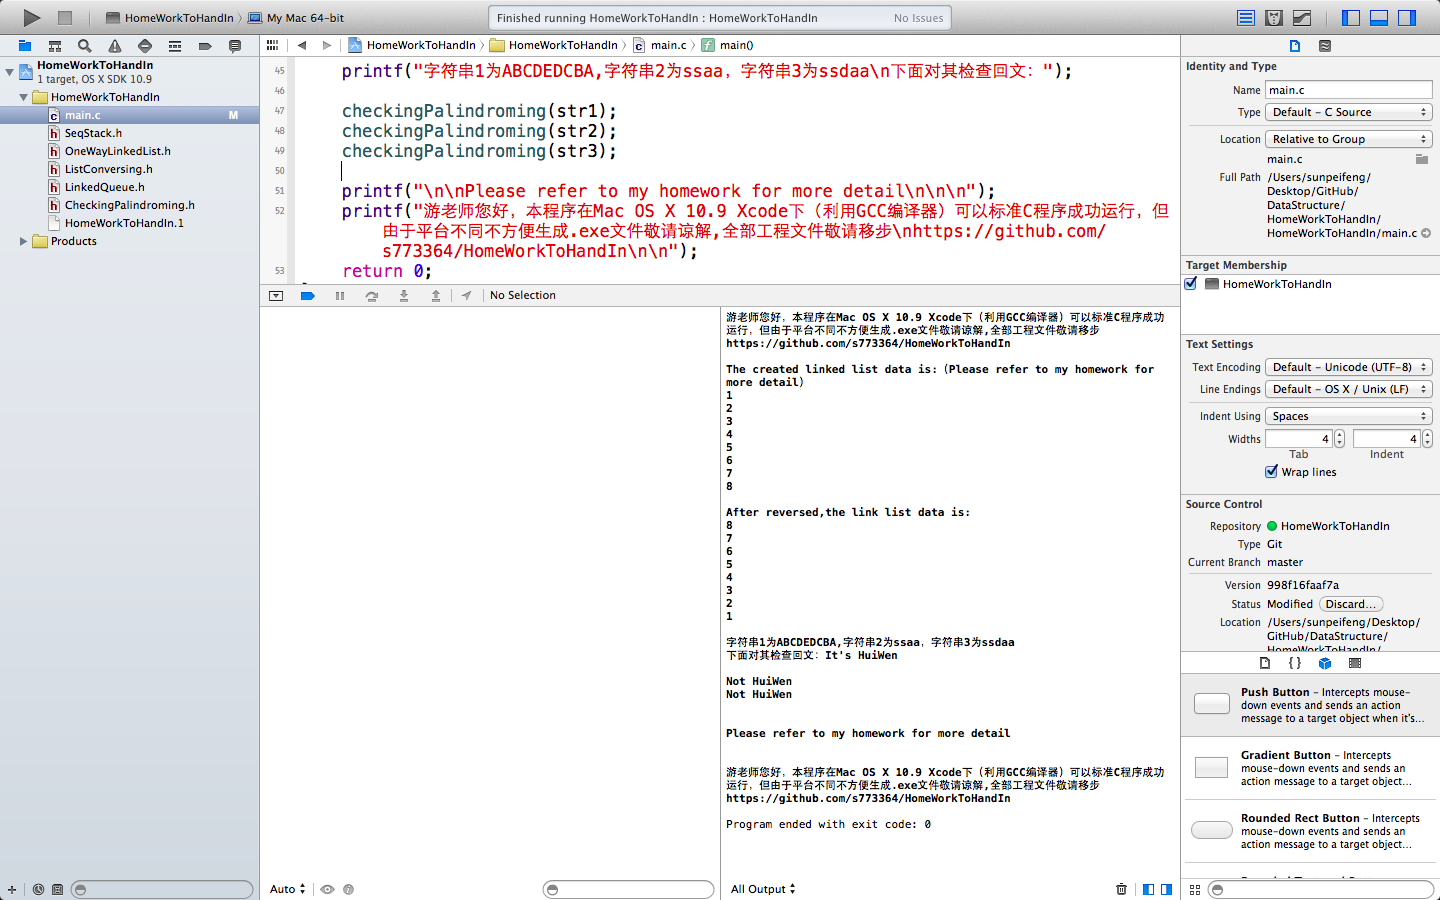 HomeWorkToHandIn 〉 My Mac 64-bit
Finished running HomeWorkToHandIn : HomeWorkToHandIn
No Issues
HomeWorkToHandIn
1 target, OS X SDK 10.9
HomeWorkToHandIn
main.c
M
SeqStack.h
OneWayLinkedList.h
ListConversing.h
LinkedQueue.h
CheckingPalindroming.h
HomeWorkToHandIn.1
Products
HomeWorkToHandIn 〉 HomeWorkToHandIn 〉 main.c 〉 main()
45 printf("字符串1为ABCDEDCBA,字符串2为ssaa，字符串3为ssdaa\n下面对其检查回文：");
46
47 checkingPalindroming(str1);
48 checkingPalindroming(str2);
49 checkingPalindroming(str3);
50
51 printf("\n\nPlease refer to my homework for more detail\n\n\n");
52 printf("游老师您好，本程序在Mac OS X 10.9 Xcode下（利用GCC编译器）可以标准C程序成功运行，但
由于平台不同不方便生成.exe文件敬请谅解,全部工程文件敬请移步\nhttps://github.com/
s773364/HomeWorkToHandIn\n\n");
53 return 0;
No Selection
游老师您好，本程序在Mac OS X 10.9 Xcode下（利用GCC编译器）可以标准C程序成功
运行，但由于平台不同不方便生成.exe文件敬请谅解,全部工程文件敬请移步
https://github.com/s773364/HomeWorkToHandIn
The created linked list data is:（Please refer to my homework for
more detail）
1
2
3
4
5
6
7
8
After reversed,the link list data is:
8
7
6
5
4
3
2
1
字符串1为ABCDEDCBA,字符串2为ssaa，字符串3为ssdaa
下面对其检查回文：It's HuiWen
Not HuiWen
Not HuiWen
Please refer to my homework for more detail
游老师您好，本程序在Mac OS X 10.9 Xcode下（利用GCC编译器）可以标准C程序成功
运行，但由于平台不同不方便生成.exe文件敬请谅解,全部工程文件敬请移步
https://github.com/s773364/HomeWorkToHandIn
Program ended with exit code: 0
Auto
All Output
Identity and Type
Name main.c
Type Default - C Source
Location Relative to Group
main.c
Full Path /Users/sunpeifeng/
Desktop/GitHub/
DataStructure/
HomeWorkToHandIn/
HomeWorkToHandIn/main.c
Target Membership
HomeWorkToHandIn
Text Settings
Text Encoding Default - Unicode (UTF-8)
Line Endings Default - OS X / Unix (LF)
Indent Using Spaces
Widths 4 4
Tab Indent
Wrap lines
Source Control
Repository HomeWorkToHandIn
Type Git
Current Branch master
Version 998f16faaf7a
Status Modified Discard...
Location /Users/sunpeifeng/Desktop/
GitHub/DataStructure/
HomeWorkToHandIn/
{ }
Push Button - Intercepts mouse-
down events and sends an action
message to a target object when it's...
Gradient Button - Intercepts
mouse-down events and sends an
action message to a target object...
Rounded Rect Button - Intercepts
mouse-down events and sends an
action message to a target object...